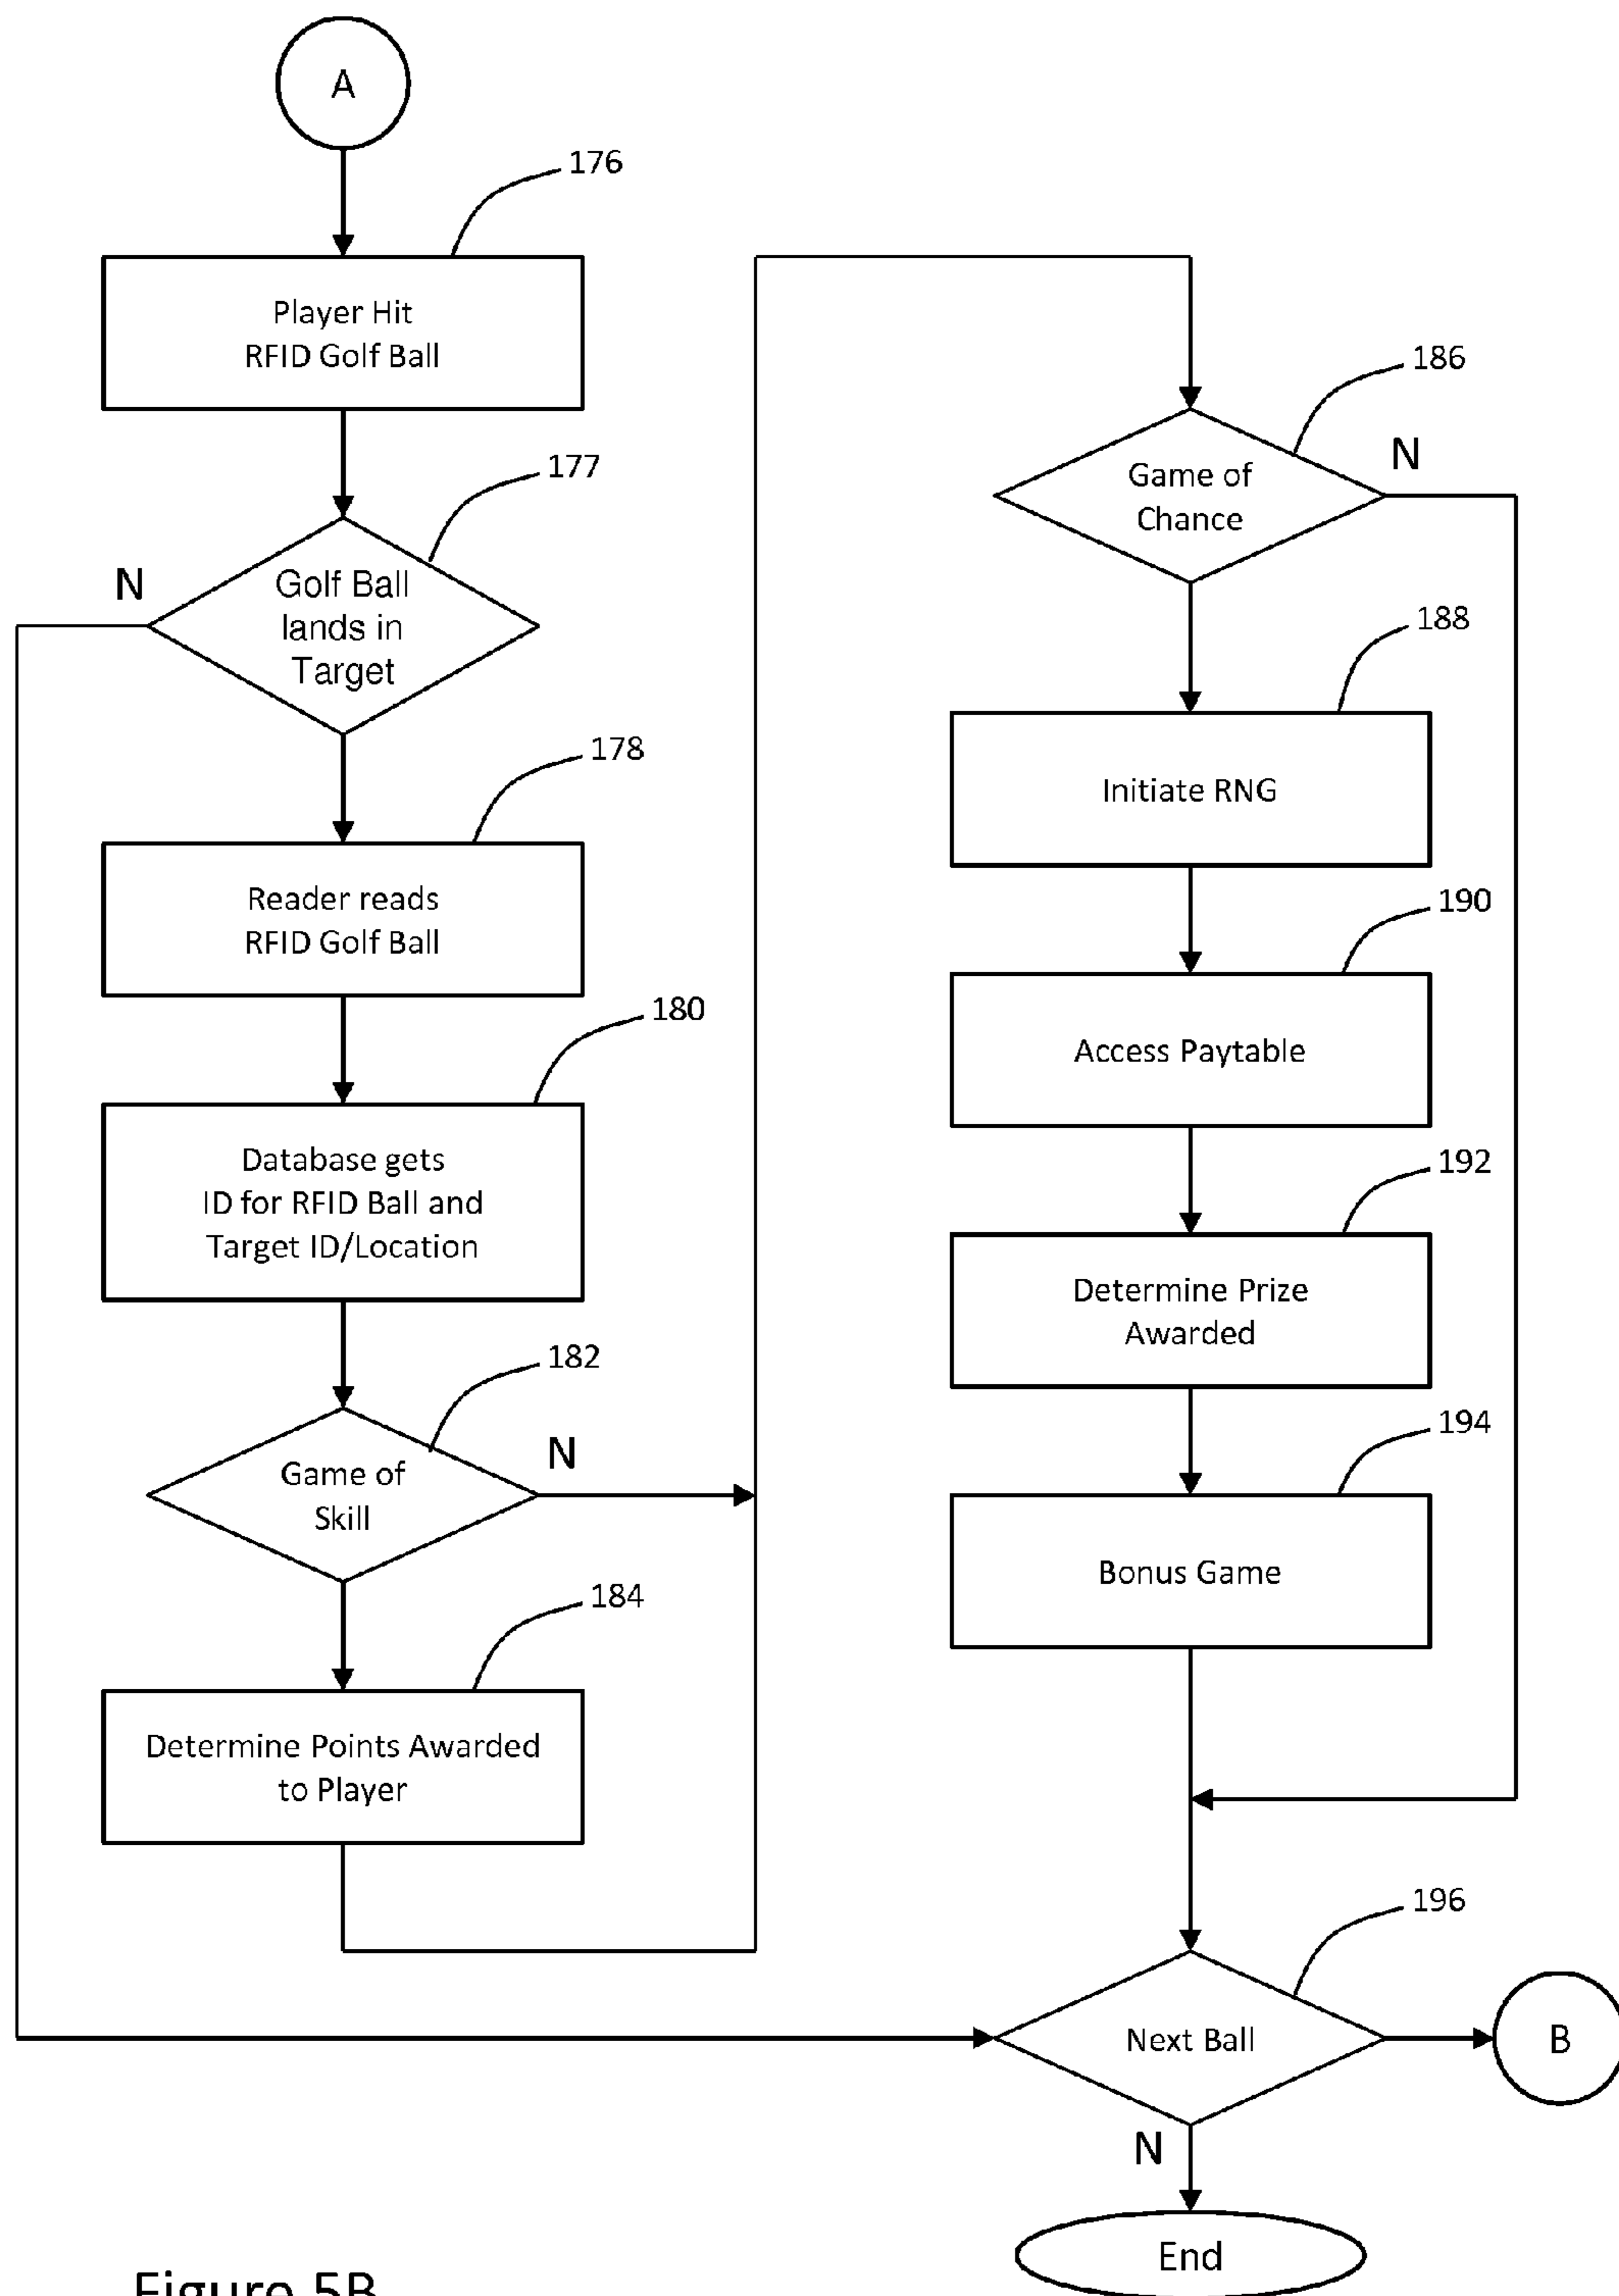 A
176
Player Hit
RFID Golf Ball
177
N
Golf Ball
lands in
Target
178
Reader reads
RFID Golf Ball
180
Database gets
ID for RFID Ball and
Target ID/Location
182
N
Game of
Skill
184
Determine Points Awarded
to Player
186
N
Game of
Chance
188
Initiate RNG
190
Access Paytable
192
Determine Prize
Awarded
194
Bonus Game
196
Next Ball
B
N
End
Figure 5B